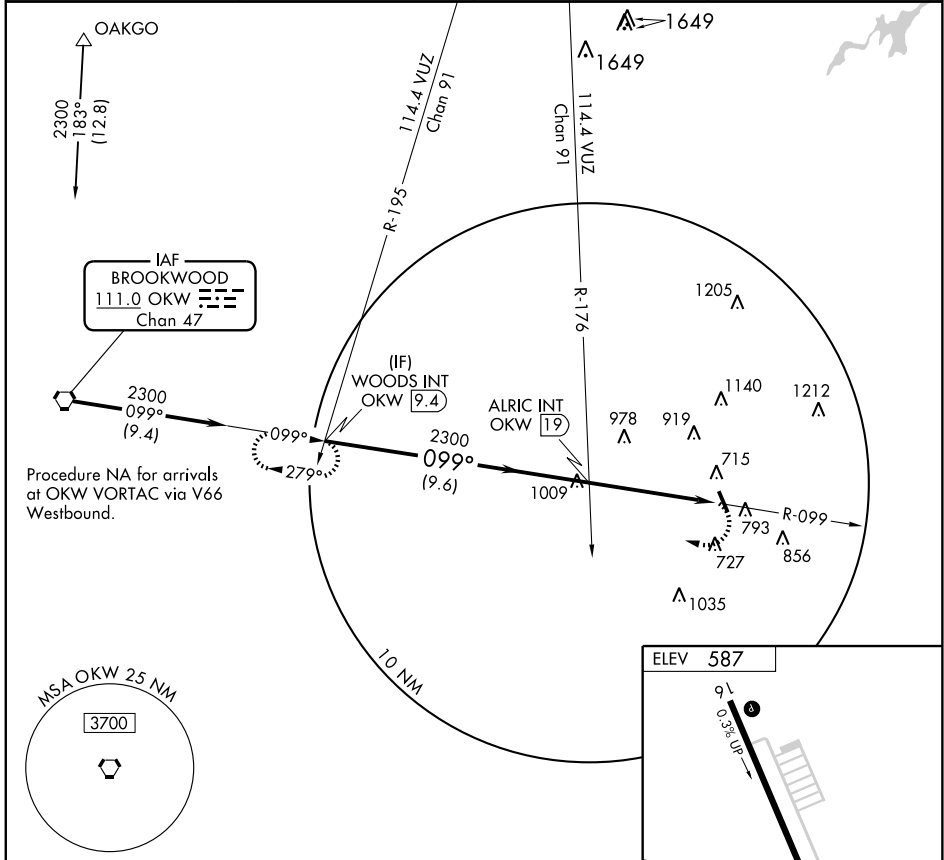 OAKGO
2300
183°
(12.8)
114.4 VUZ
Chan 91
R-195
1649
1649
114.4 VUZ
Chan 91
R-176
IAF
BROOKWOOD
111.0 OKW
Chan 47
2300
099°
(9.4)
099°
279°
(IF)
WOODS INT
OKW 9.4
2300
099°
(9.6)
ALRIC INT
OKW 19
1009
978
919
1205
1140
1212
715
793
R-099
727
856
1035
Procedure NA for arrivals
at OKW VORTAC via V66
Westbound.
10 NM
MSA OKW 25 NM
3700
ELEV 587
16
P
0.3% UP